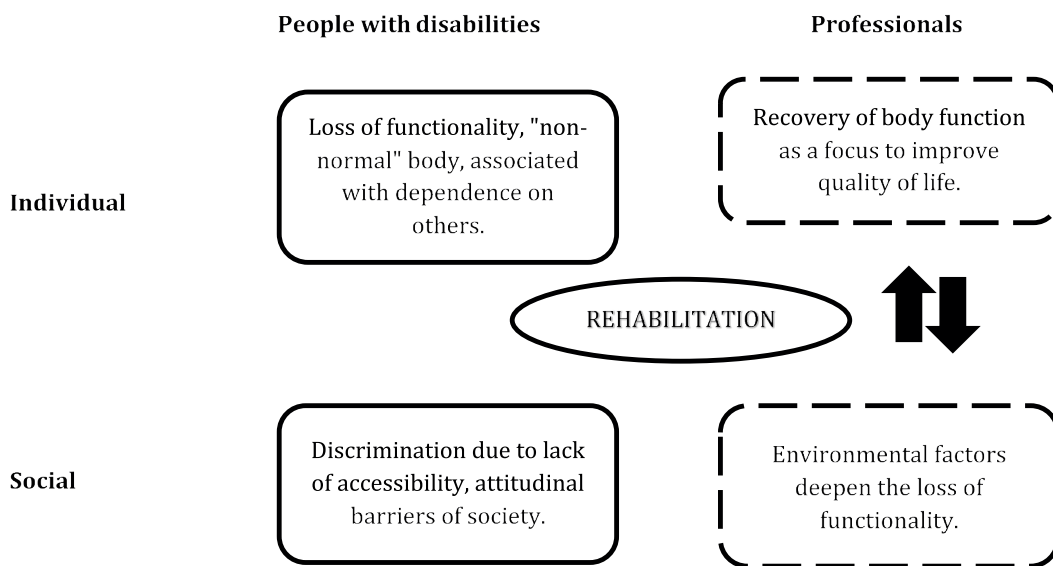 People with disabilities
Professionals
Individual
Loss of functionality, "non-
normal" body, associated
with dependence on
others.
Recovery of body function
as a focus to improve
quality of life.
REHABILITATION
Social
Discrimination due to lack
of accessibility, attitudinal
barriers of society.
Environmental factors
deepen the loss of
functionality.